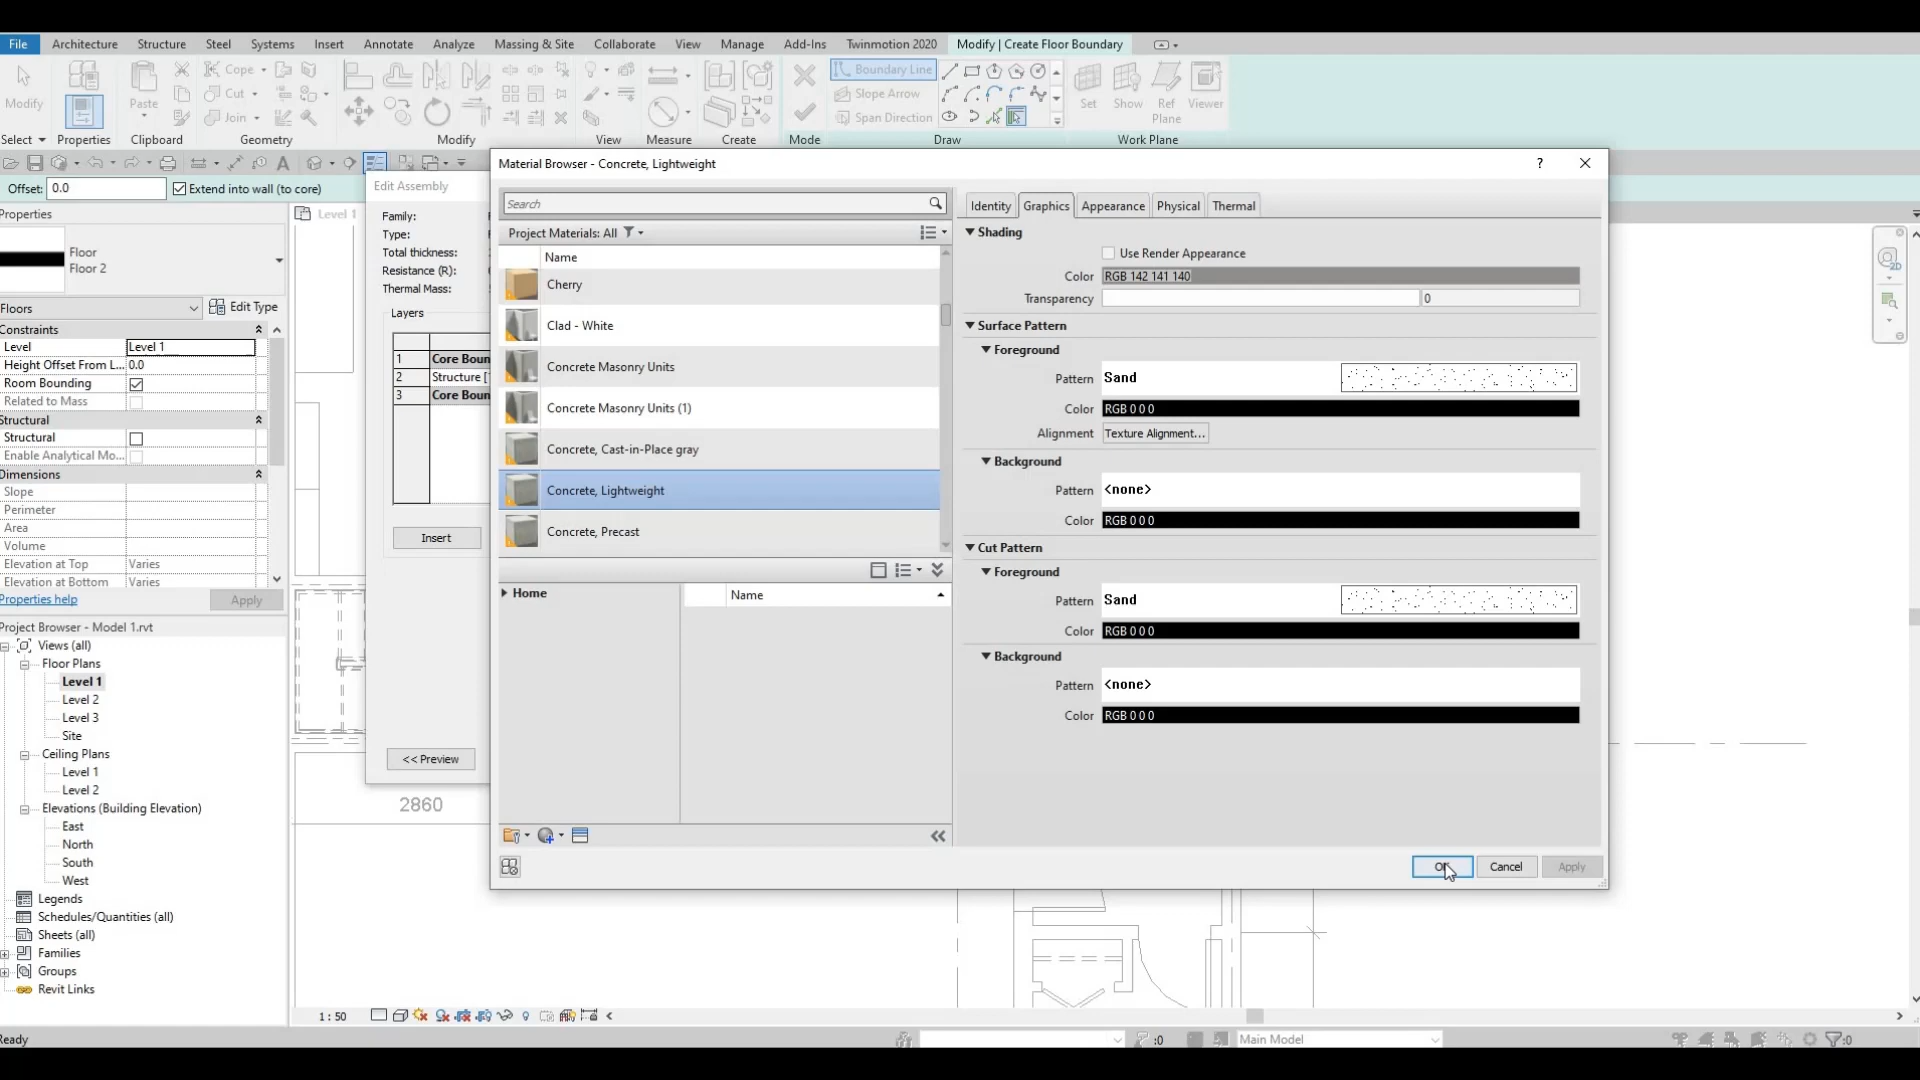 File Architecture Structure Steel Systems Insert Annotate Analyze Massing & Site Collaborate View Manage Add-Ins Twinmotion 2020 Modify | Create Floor Boundary
Modify
Paste
Cope
Cut
Join
Boundary Line
Slope Arrow
Span Direction
Set Show Ref Plane Viewer
Select Properties Clipboard Geometry Modify View Measure Create Mode Draw Work Plane
Offset: 0.0 Extend into wall (to core)
Properties
Floor
Floor 2
Floors Edit Type
Constraints
Level Level 1
Height Offset From L... 0.0
Room Bounding
Related to Mass
Structural
Structural
Enable Analytical Mo...
Dimensions
Slope
Perimeter
Area
Volume
Elevation at Top Varies
Elevation at Bottom Varies
Properties help Apply
Project Browser - Model 1.rvt
Views (all)
Floor Plans
Level 1
Level 2
Level 3
Site
Ceiling Plans
Level 1
Level 2
Elevations (Building Elevation)
East
North
South
West
Legends
Schedules/Quantities (all)
Sheets (all)
Families
Groups
Revit Links
Level 1
Edit Assembly
Family:
Type:
Total thickness:
Resistance (R):
Thermal Mass:
Layers
1 Core Boun
2 Structure [
3 Core Boun
Insert
<< Preview
2860
Material Browser - Concrete, Lightweight
?
Search
Project Materials: All
Name
Cherry
Clad - White
Concrete Masonry Units
Concrete Masonry Units (1)
Concrete, Cast-in-Place gray
Concrete, Lightweight
Concrete, Precast
Home
Name
Identity Graphics Appearance Physical Thermal
Shading
Use Render Appearance
Color RGB 142 141 140
Transparency 0
Surface Pattern
Foreground
Pattern Sand
Color RGB 0 0 0
Alignment Texture Alignment...
Background
Pattern <none>
Color RGB 0 0 0
Cut Pattern
Foreground
Pattern Sand
Color RGB 0 0 0
Background
Pattern <none>
Color RGB 0 0 0
OK Cancel Apply
1 : 50
Ready :0 Main Model :0